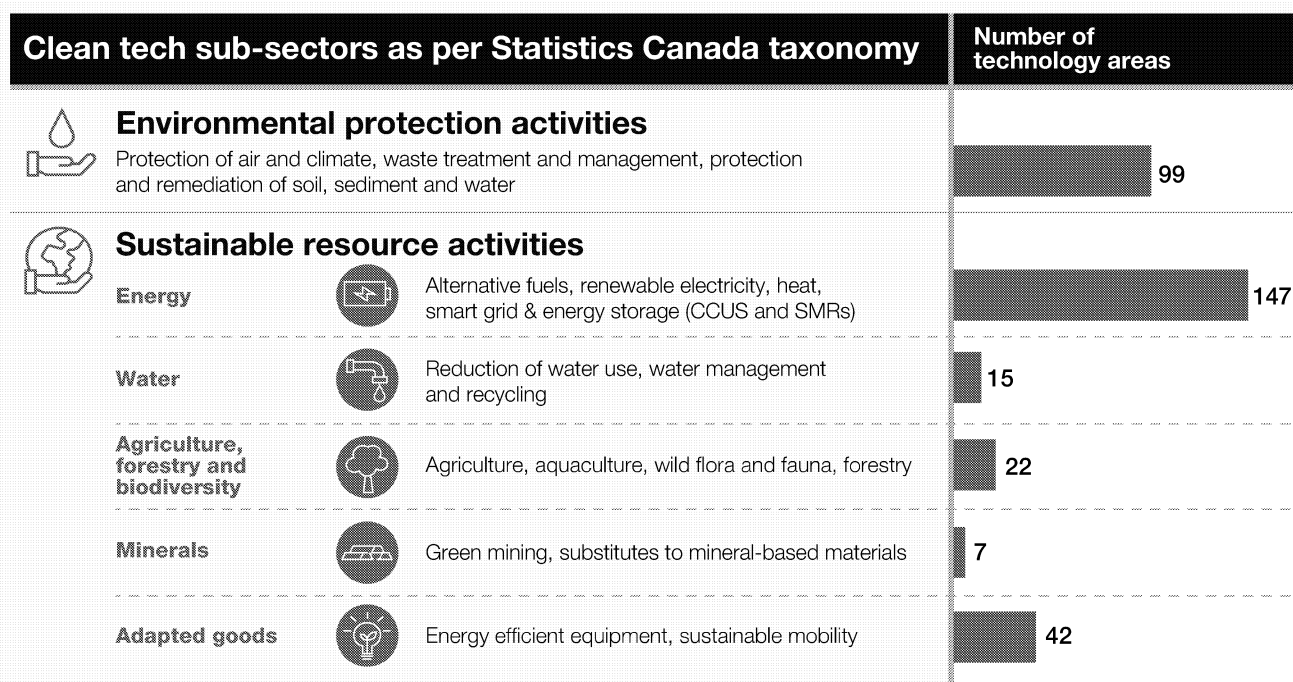 Clean tech sub-sectors as per Statistics Canada taxonomy
Number of
technology areas
Environmental protection activities
Protection of air and climate, waste treatment and management, protection
and remediation of soil, sediment and water
99
Sustainable resource activities
Energy
Alternative fuels, renewable electricity, heat,
smart grid & energy storage (CCUS and SMRs)
147
Water
Reduction of water use, water management
and recycling
15
Agriculture,
forestry and
biodiversity
Agriculture, aquaculture, wild flora and fauna, forestry
22
Minerals
Green mining, substitutes to mineral-based materials
7
Adapted goods
Energy efficient equipment, sustainable mobility
42